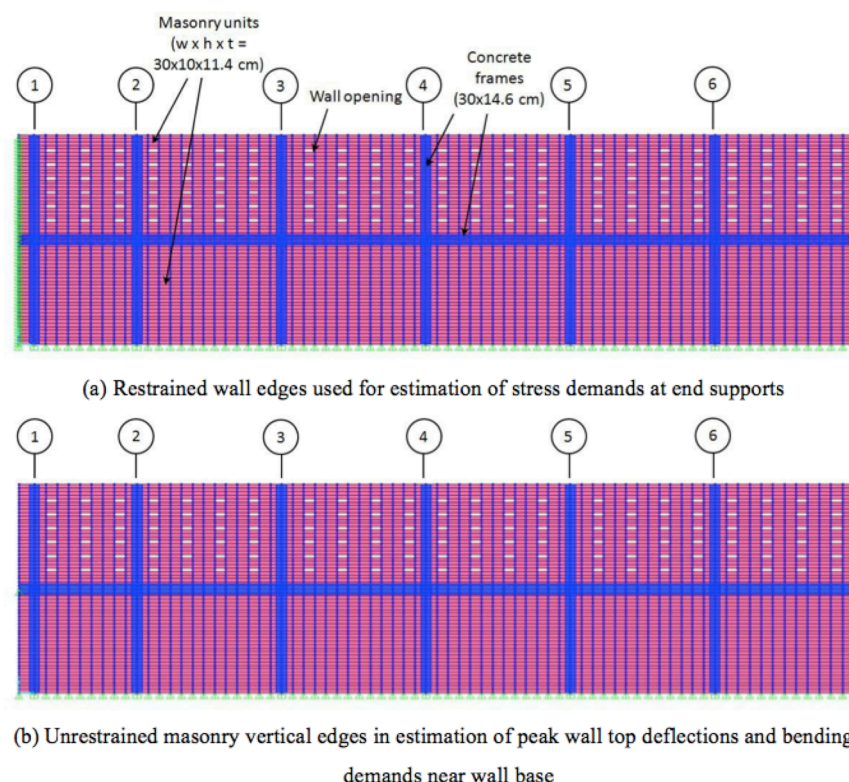 Masonry units
(w x h x t =
30x10x11.4 cm)
Concrete
frames
(30x14.6 cm)
Wall opening
1 2 3 4 5 6
(a) Restrained wall edges used for estimation of stress demands at end supports
1 2 3 4 5 6
(b) Unrestrained masonry vertical edges in estimation of peak wall top deflections and bending
demands near wall base